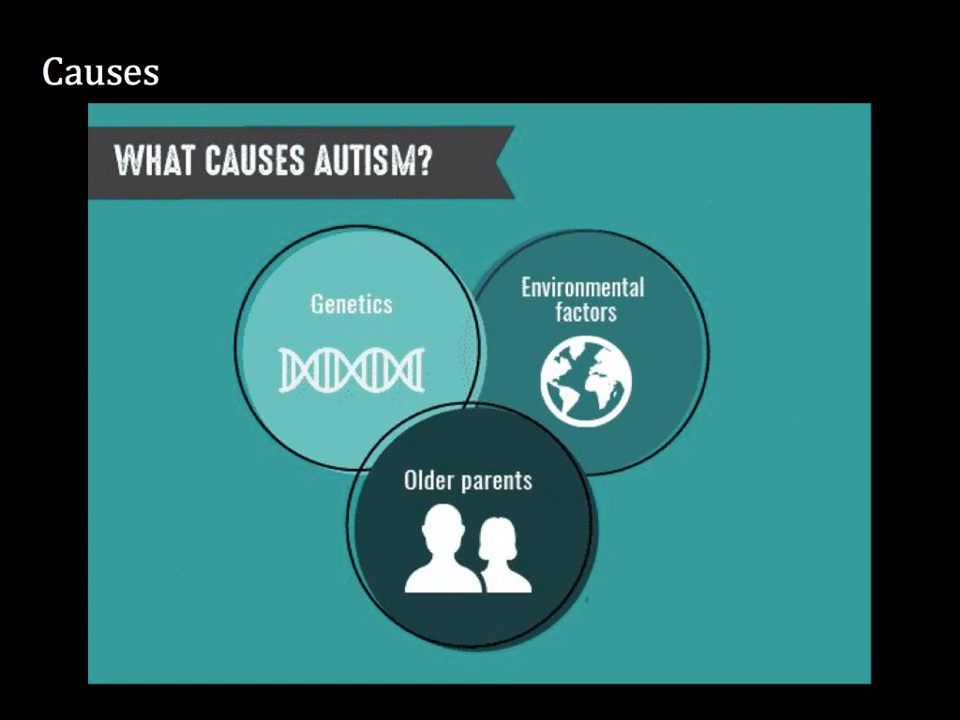 Causes
WHAT CAUSES AUTISM?
Genetics
Environmental
factors
Older parents